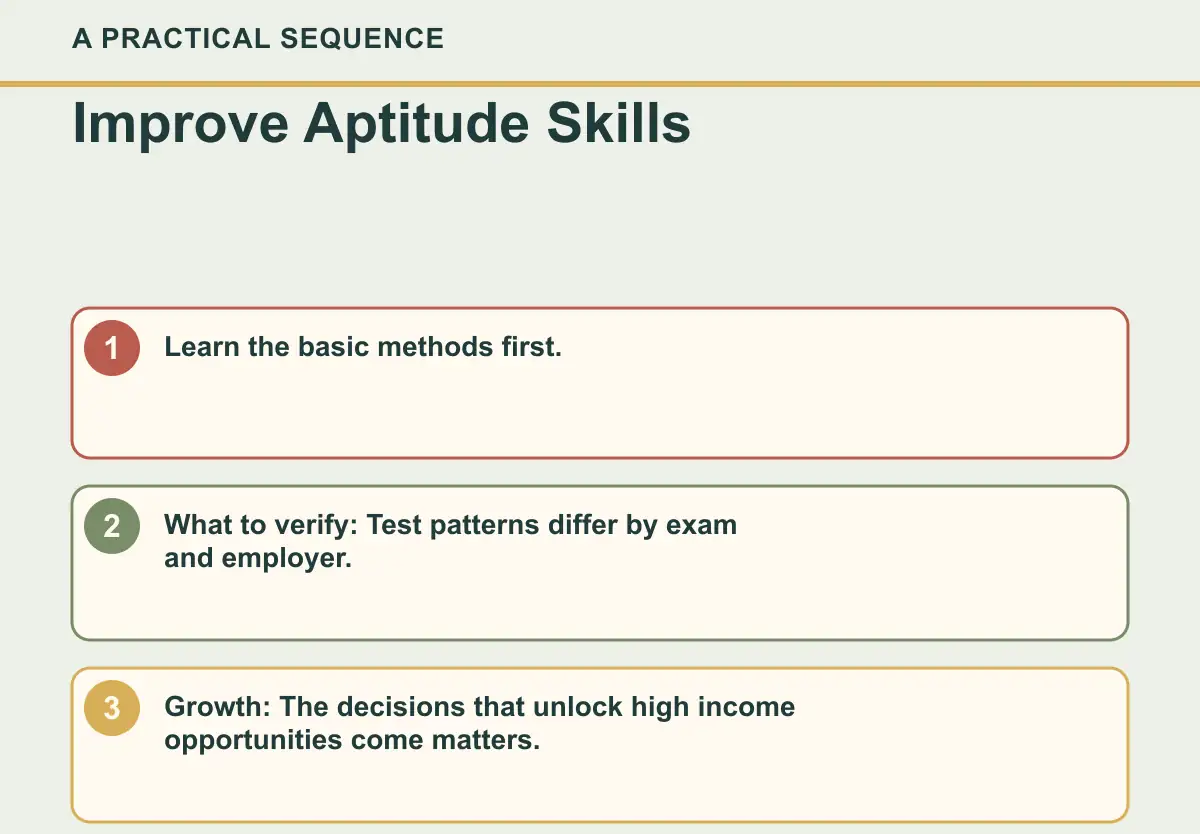 A PRACTICAL SEQUENCE
Improve Aptitude Skills
1
Learn the basic methods first.
2
What to verify: Test patterns differ by exam
and employer.
3
Growth: The decisions that unlock high income
opportunities come matters.